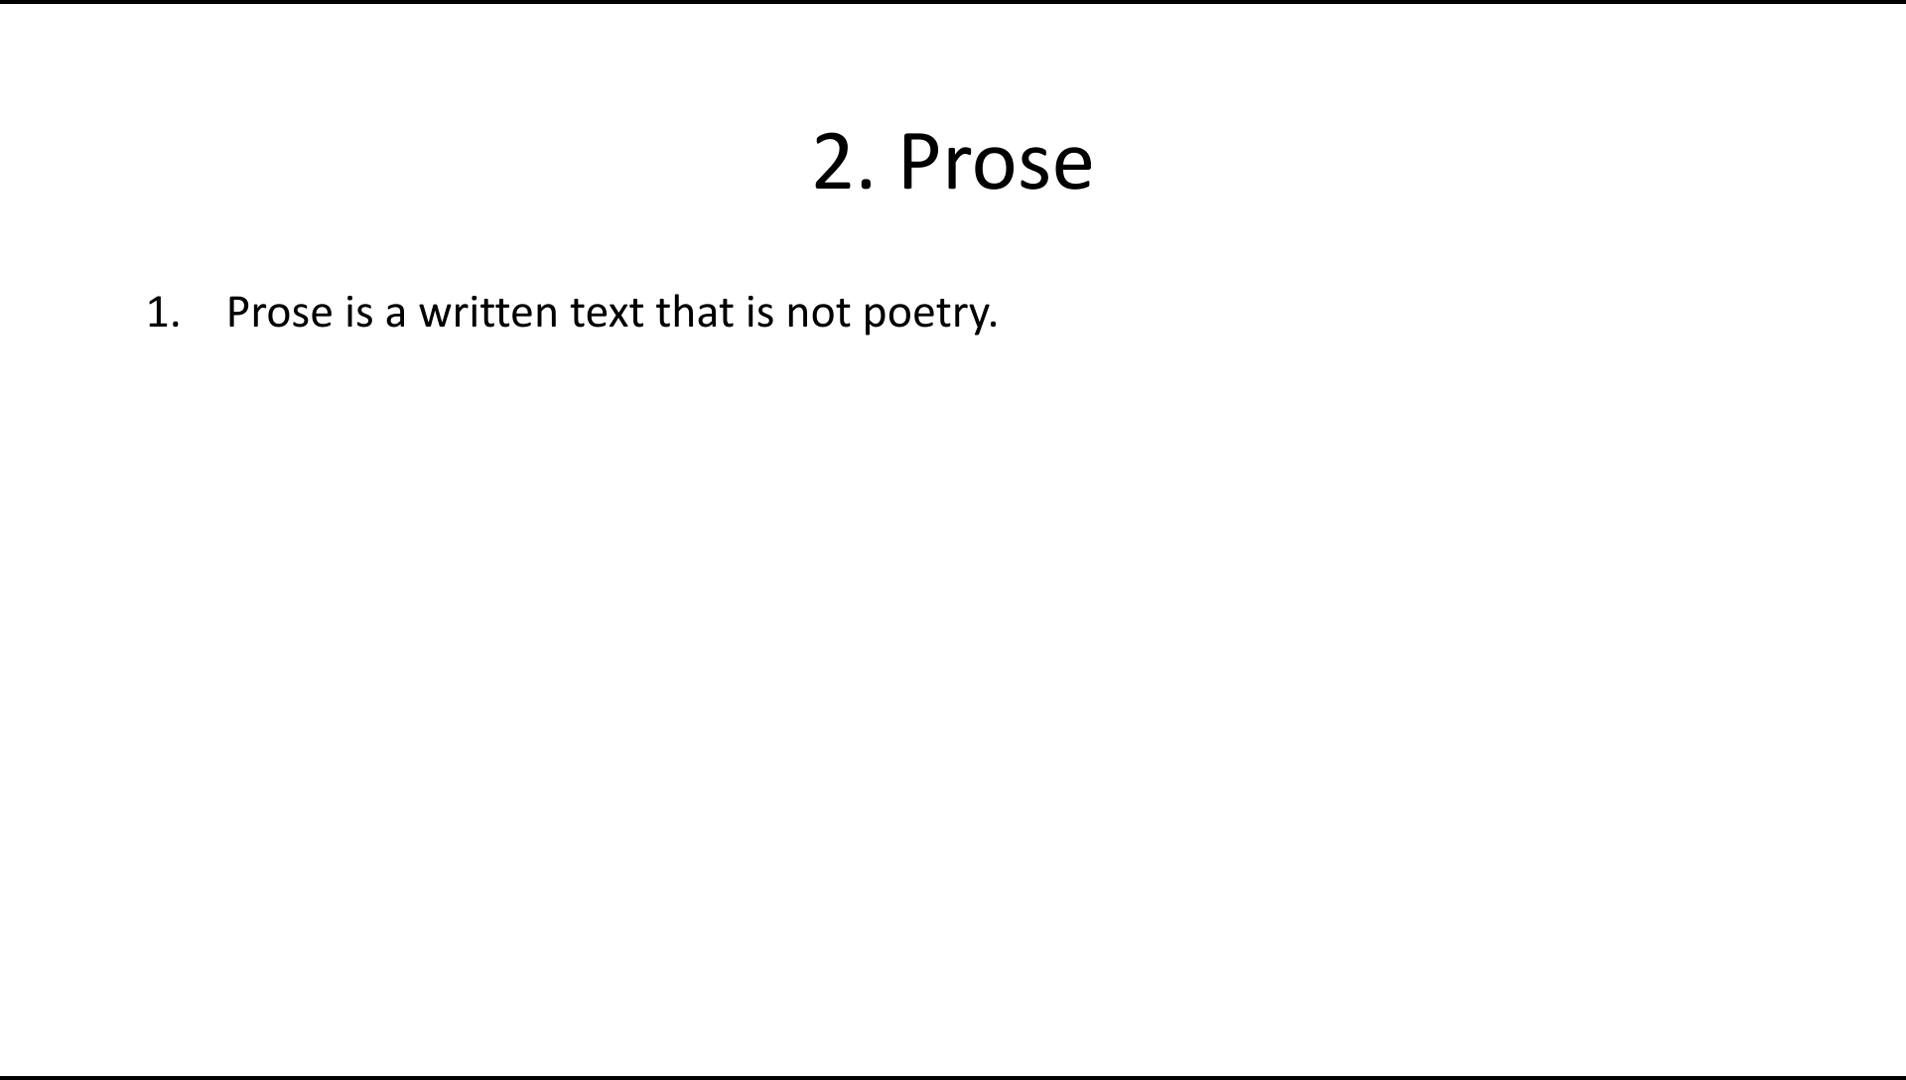 2. Prose
1. Prose is a written text that is not poetry.